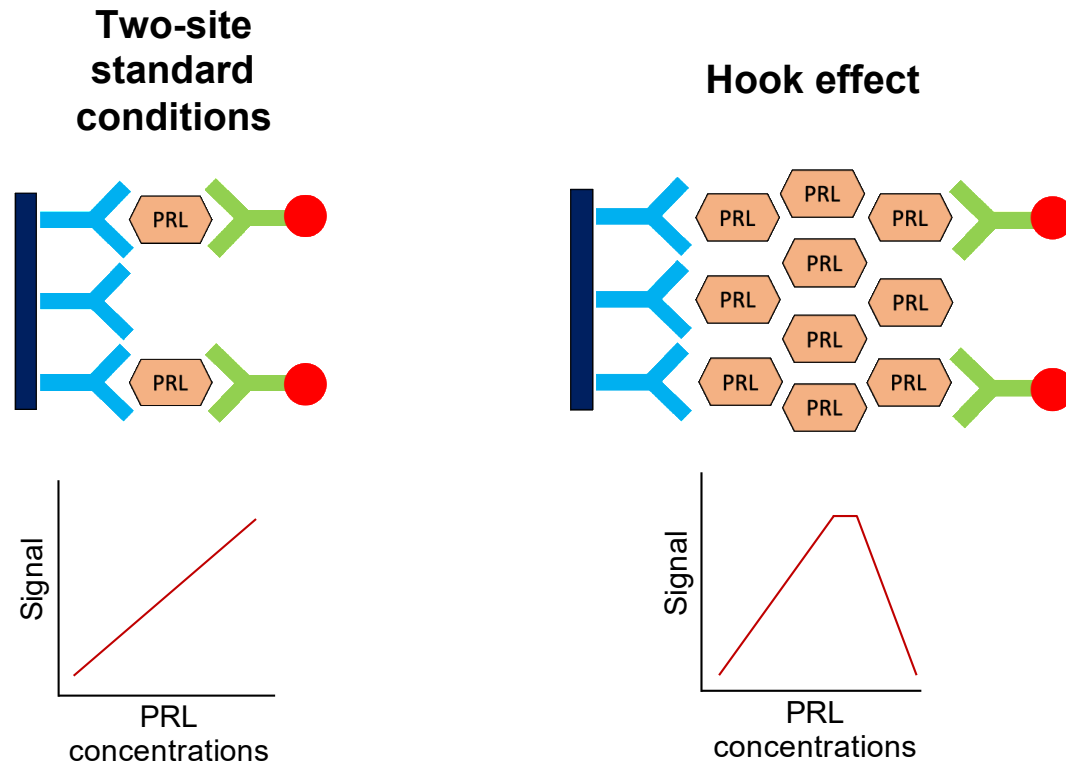 Two-site
standard
conditions
Hook effect
PRL
PRL
PRL
PRL
PRL
PRL
PRL
PRL
PRL
PRL
PRL
PRL
Signal
PRL
concentrations
Signal
PRL
concentrations